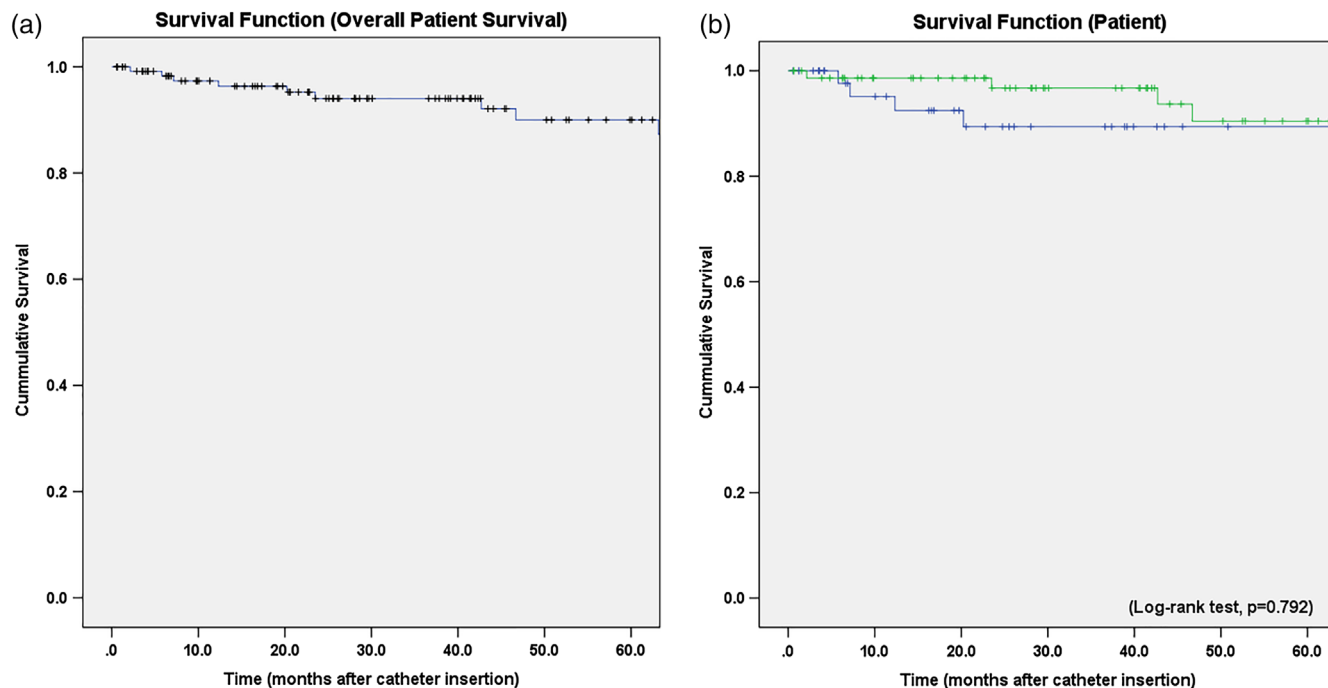 (a)
Survival Function (Overall Patient Survival)
1.0
0.8
0.6
0.4
0.2
0.0
Cummulative Survival
.0 10.0 20.0 30.0 40.0 50.0 60.0
Time (months after catheter insertion)
(b)
Survival Function (Patient)
1.0
0.8
0.6
0.4
0.2
0.0
Cummulative Survival
(Log-rank test, p=0.792)
.0 10.0 20.0 30.0 40.0 50.0 60.0
Time (months after catheter insertion)